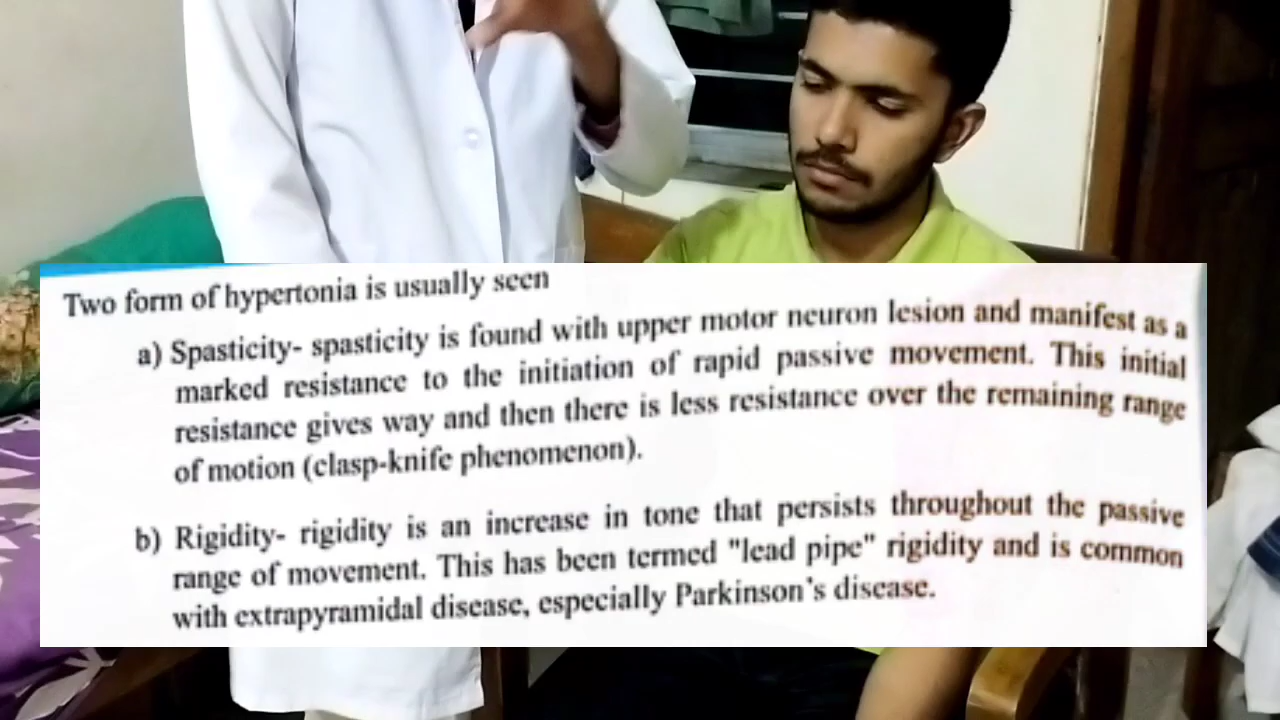 Two form of hypertonia is usually seen
a) Spasticity- spasticity is found with upper motor neuron lesion and manifest as a
marked resistance to the initiation of rapid passive movement. This initial
resistance gives way and then there is less resistance over the remaining range
of motion (clasp-knife phenomenon).
b) Rigidity- rigidity is an increase in tone that persists throughout the passive
range of movement. This has been termed "lead pipe" rigidity and is common
with extrapyramidal disease, especially Parkinson's disease.